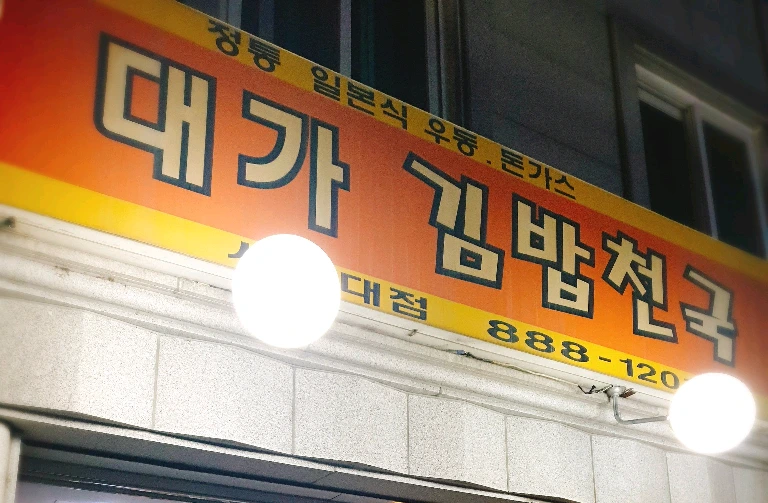 정통 일본식 우동.돈가스
대가 김밥천국
대점
888-120